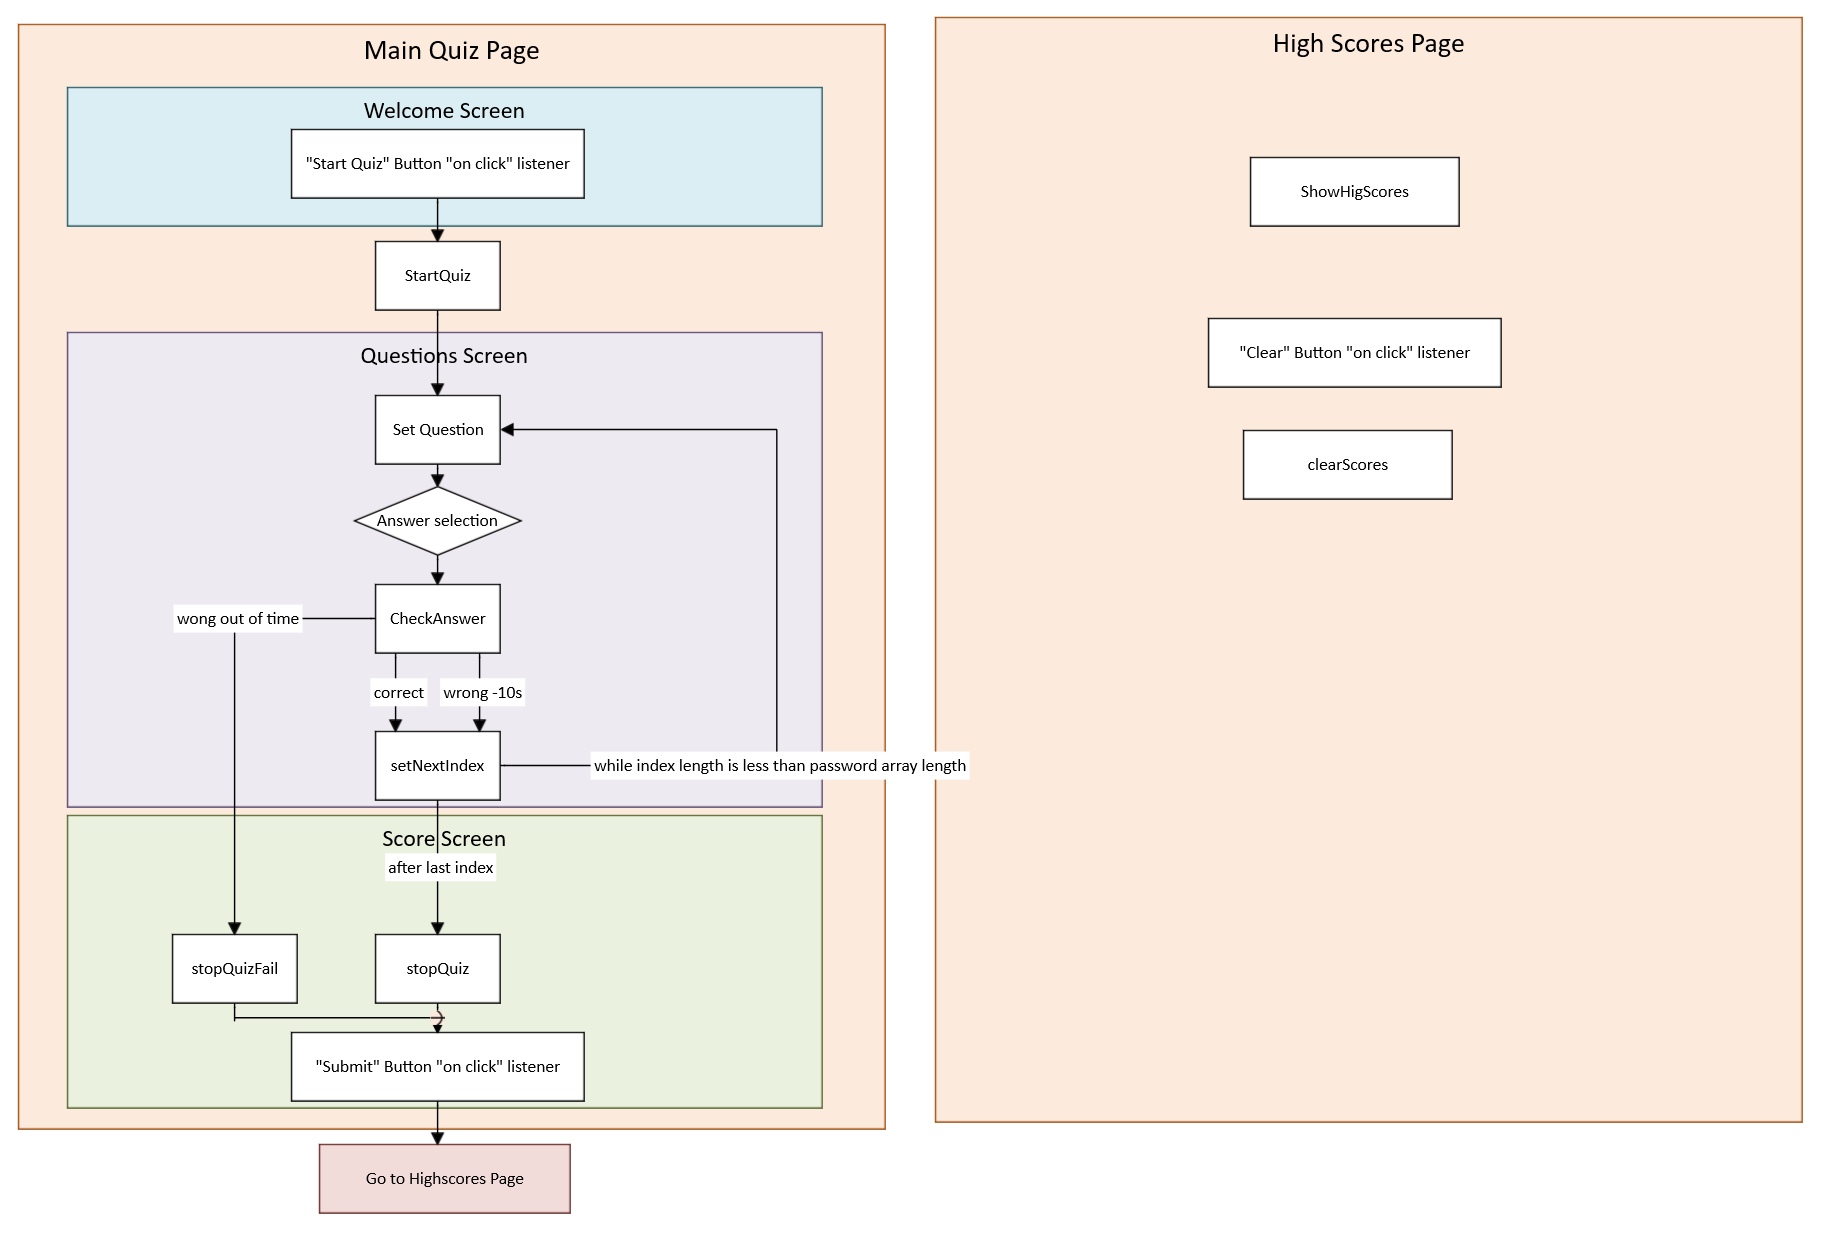 Main Quiz Page
Welcome Screen
"Start Quiz" Button "on click" listener
StartQuiz
Questions Screen
Set Question
Answer selection
CheckAnswer
wong out of time
correct
wrong -10s
setNextIndex
while index length is less than password array length
Score Screen
after last index
stopQuizFail
stopQuiz
"Submit" Button "on click" listener
Go to Highscores Page
High Scores Page
ShowHigScores
"Clear" Button "on click" listener
clearScores